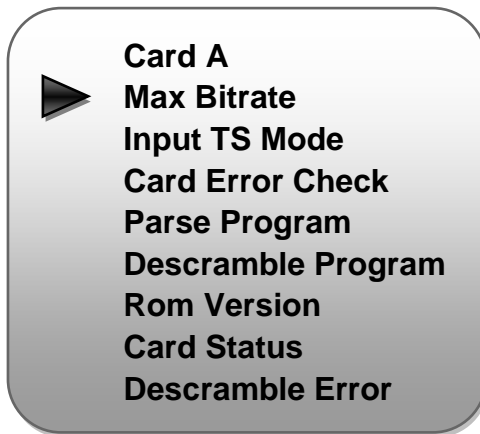 Card A
Max Bitrate
Input TS Mode
Card Error Check
Parse Program
Descramble Program
Rom Version
Card Status
Descramble Error